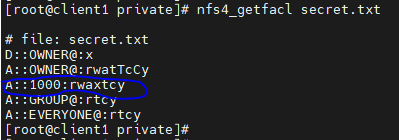 [root@client1 private]# nfs4_getfacl secret.txt
# file: secret.txt
D::OWNER@:x
A::OWNER@:rwatTcCy
A::1000:rwaxtcy
A::GROUP@:rtcy
A::EVERYONE@:rtcy
[root@client1 private]#